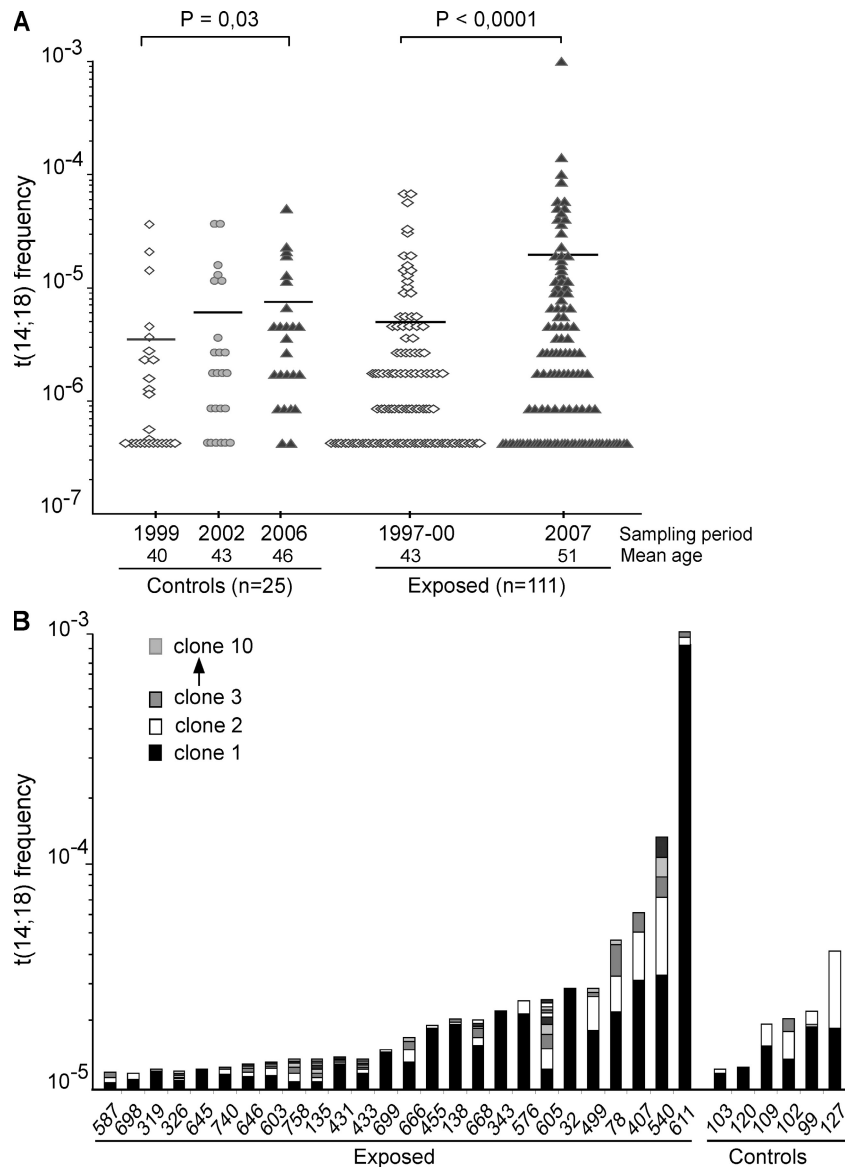 A
P = 0,03
P < 0,0001
t(14;18) frequency
10-3
10-4
10-5
10-6
10-7
1999 2002 2006 1997-00 2007 Sampling period
40 43 46 43 51 Mean age
Controls (n=25) Exposed (n=111)
B
t(14;18) frequency
10-3
10-4
10-5
clone 10
clone 3
clone 2
clone 1
587 698 319 326 645 740 646 603 758 135 431 433 699 666 455 138 668 343 576 605 32 499 78 407 540 611 103 120 109 102 99 127
Exposed Controls